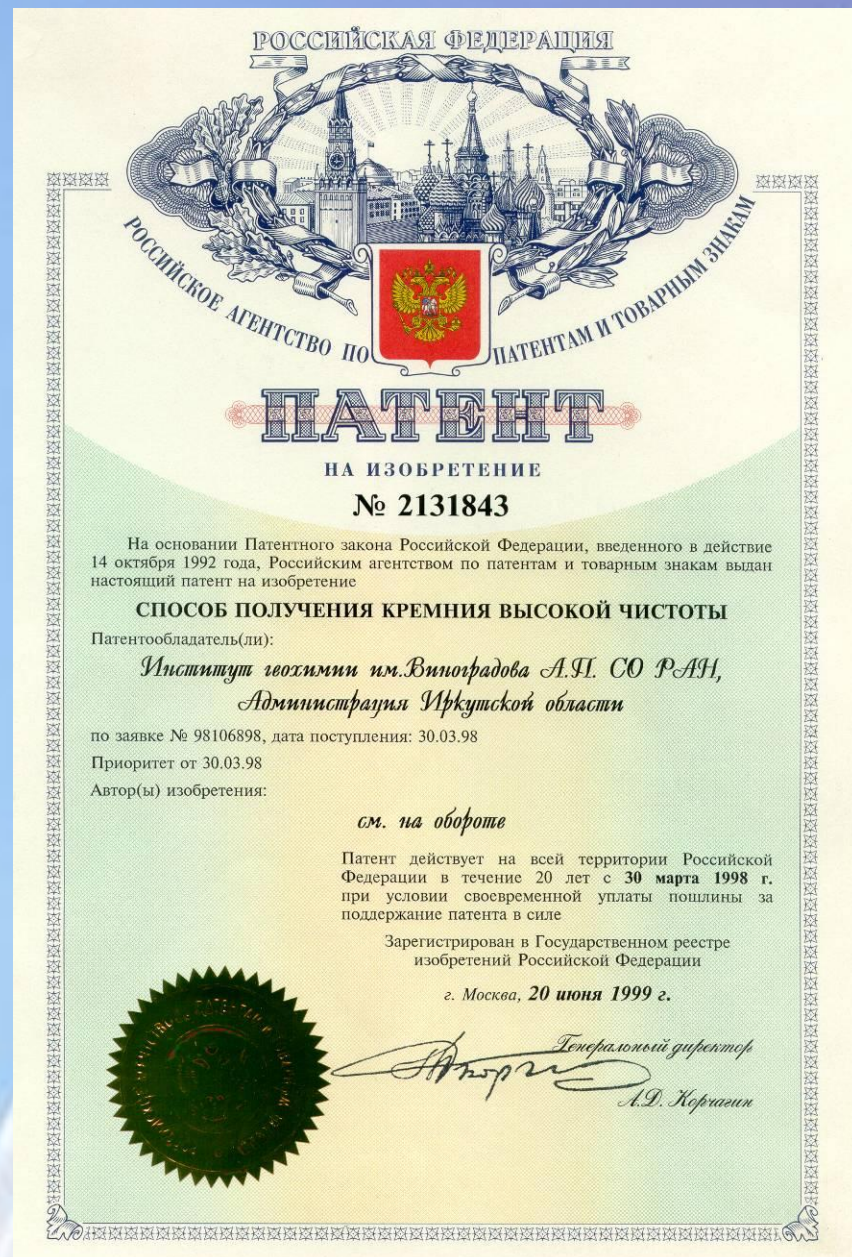 РОССИЙСКАЯ ФЕДЕРАЦИЯ
РОССИЙСКОЕ АГЕНТСТВО ПО ПАТЕНТАМ И ТОВАРНЫМ ЗНАКАМ
ПАТЕНТ
НА ИЗОБРЕТЕНИЕ
№ 2131843
На основании Патентного закона Российской Федерации, введенного в действие
14 октября 1992 года, Российским агентством по патентам и товарным знакам выдан
настоящий патент на изобретение
СПОСОБ ПОЛУЧЕНИЯ КРЕМНИЯ ВЫСОКОЙ ЧИСТОТЫ
Патентообладатель(ли):
Институт геохимии им.Виноградова А.П. СО РАН,
Администрация Иркутской области
по заявке № 98106898, дата поступления: 30.03.98
Приоритет от 30.03.98
Автор(ы) изобретения:
см. на обороте
Патент действует на всей территории Российской
Федерации в течение 20 лет с 30 марта 1998 г.
при условии своевременной уплаты пошлины за
поддержание патента в силе
Зарегистрирован в Государственном реестре
изобретений Российской Федерации
г. Москва, 20 июня 1999 г.
Генеральный директор
А.Д. Корчагин